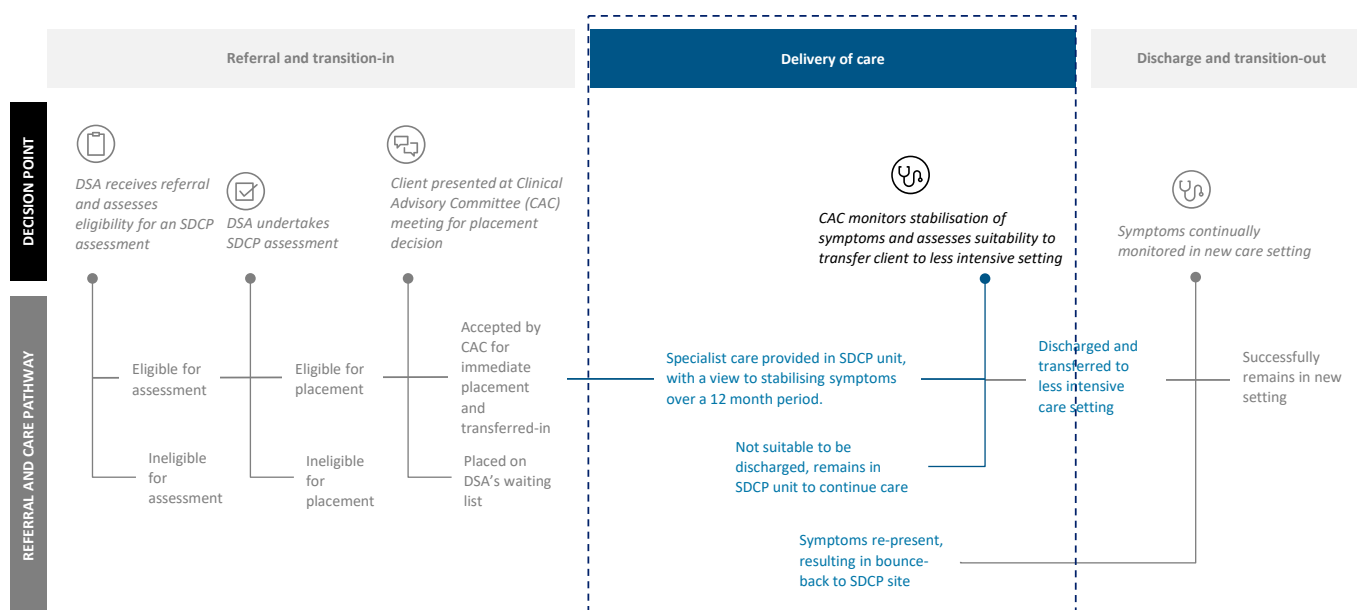 Referral and transition-in
Delivery of care
Discharge and transition-out
DECISION POINT
DSA receives referral
and assesses
eligibility for an SDCP
assessment
DSA undertakes
SDCP assessment
Client presented at Clinical
Advisory Committee (CAC)
meeting for placement
decision
CAC monitors stabilisation of
symptoms and assesses suitability to
transfer client to less intensive setting
Symptoms continually
monitored in new care setting
REFERRAL AND CARE PATHWAY
Eligible for
assessment
Ineligible
for
assessment
Eligible for
placement
Ineligible
for
placement
Accepted by
CAC for
immediate
placement
and
transferred-in
Placed on
DSA's waiting
list
Specialist care provided in SDCP unit,
with a view to stabilising symptoms
over a 12 month period.
Not suitable to be
discharged, remains in
SDCP unit to continue care
Symptoms re-present,
resulting in bounce-
back to SDCP site
Discharged and
transferred to
less intensive
care setting
Successfully
remains in new
setting